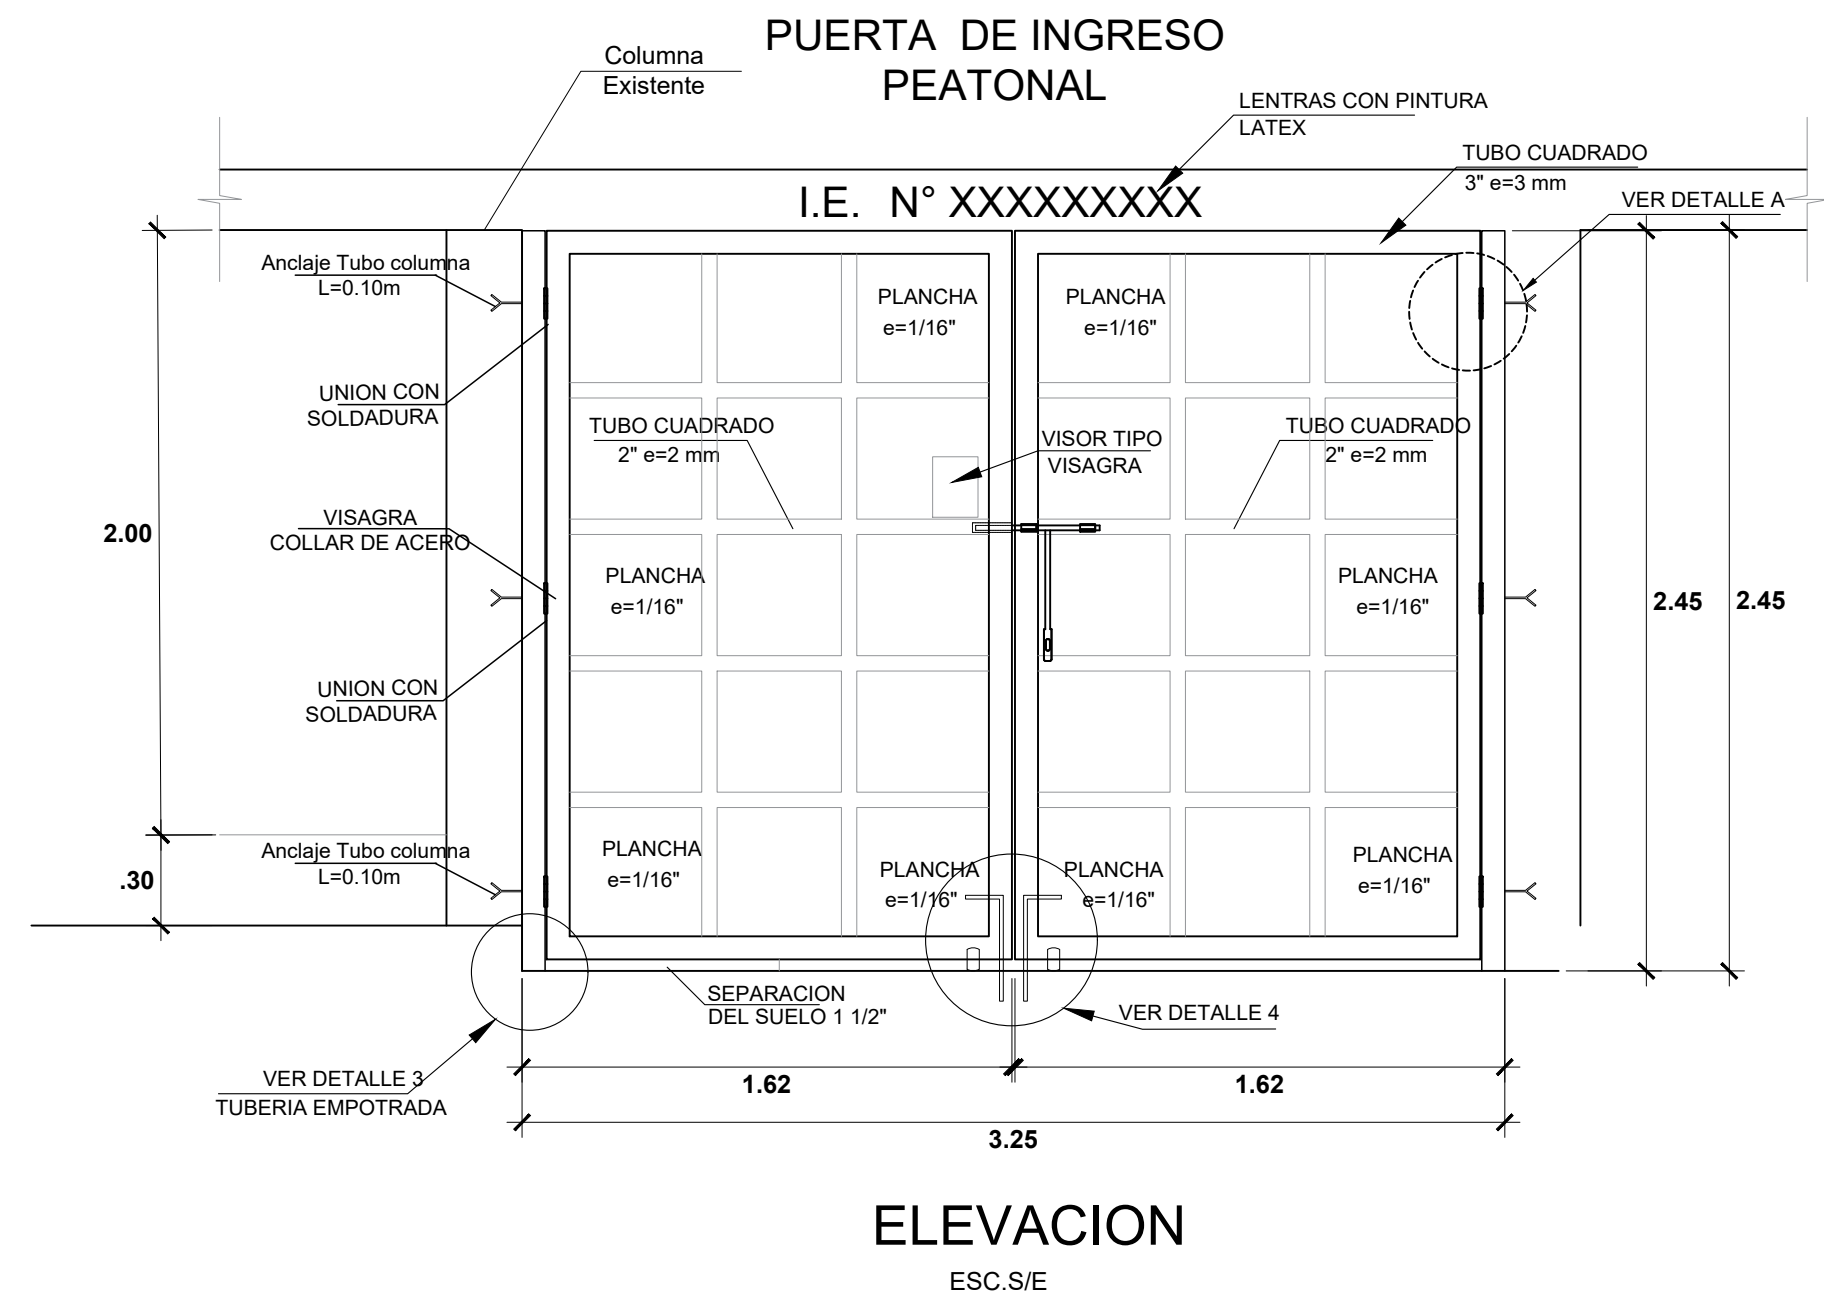 PUERTA DE INGRESO
PEATONAL
Columna
Existente
LENTRAS CON PINTURA
LATEX
TUBO CUADRADO
3" e=3 mm
I.E. N° XXXXXXXXX
VER DETALLE A
Anclaje Tubo columna
L=0.10m
PLANCHA
e=1/16"
PLANCHA
e=1/16"
UNION CON
SOLDADURA
TUBO CUADRADO
2" e=2 mm
VISOR TIPO
VISAGRA
TUBO CUADRADO
2" e=2 mm
VISAGRA
COLLAR DE ACERO
2.00
PLANCHA
e=1/16"
PLANCHA
e=1/16"
2.45
2.45
UNION CON
SOLDADURA
Anclaje Tubo columna
L=0.10m
.30
PLANCHA
e=1/16"
PLANCHA
e=1/16"
PLANCHA
e=1/16"
PLANCHA
e=1/16"
SEPARACION
DEL SUELO 1 1/2"
VER DETALLE 4
VER DETALLE 3
TUBERIA EMPOTRADA
1.62
1.62
3.25
ELEVACION
ESC.S/E